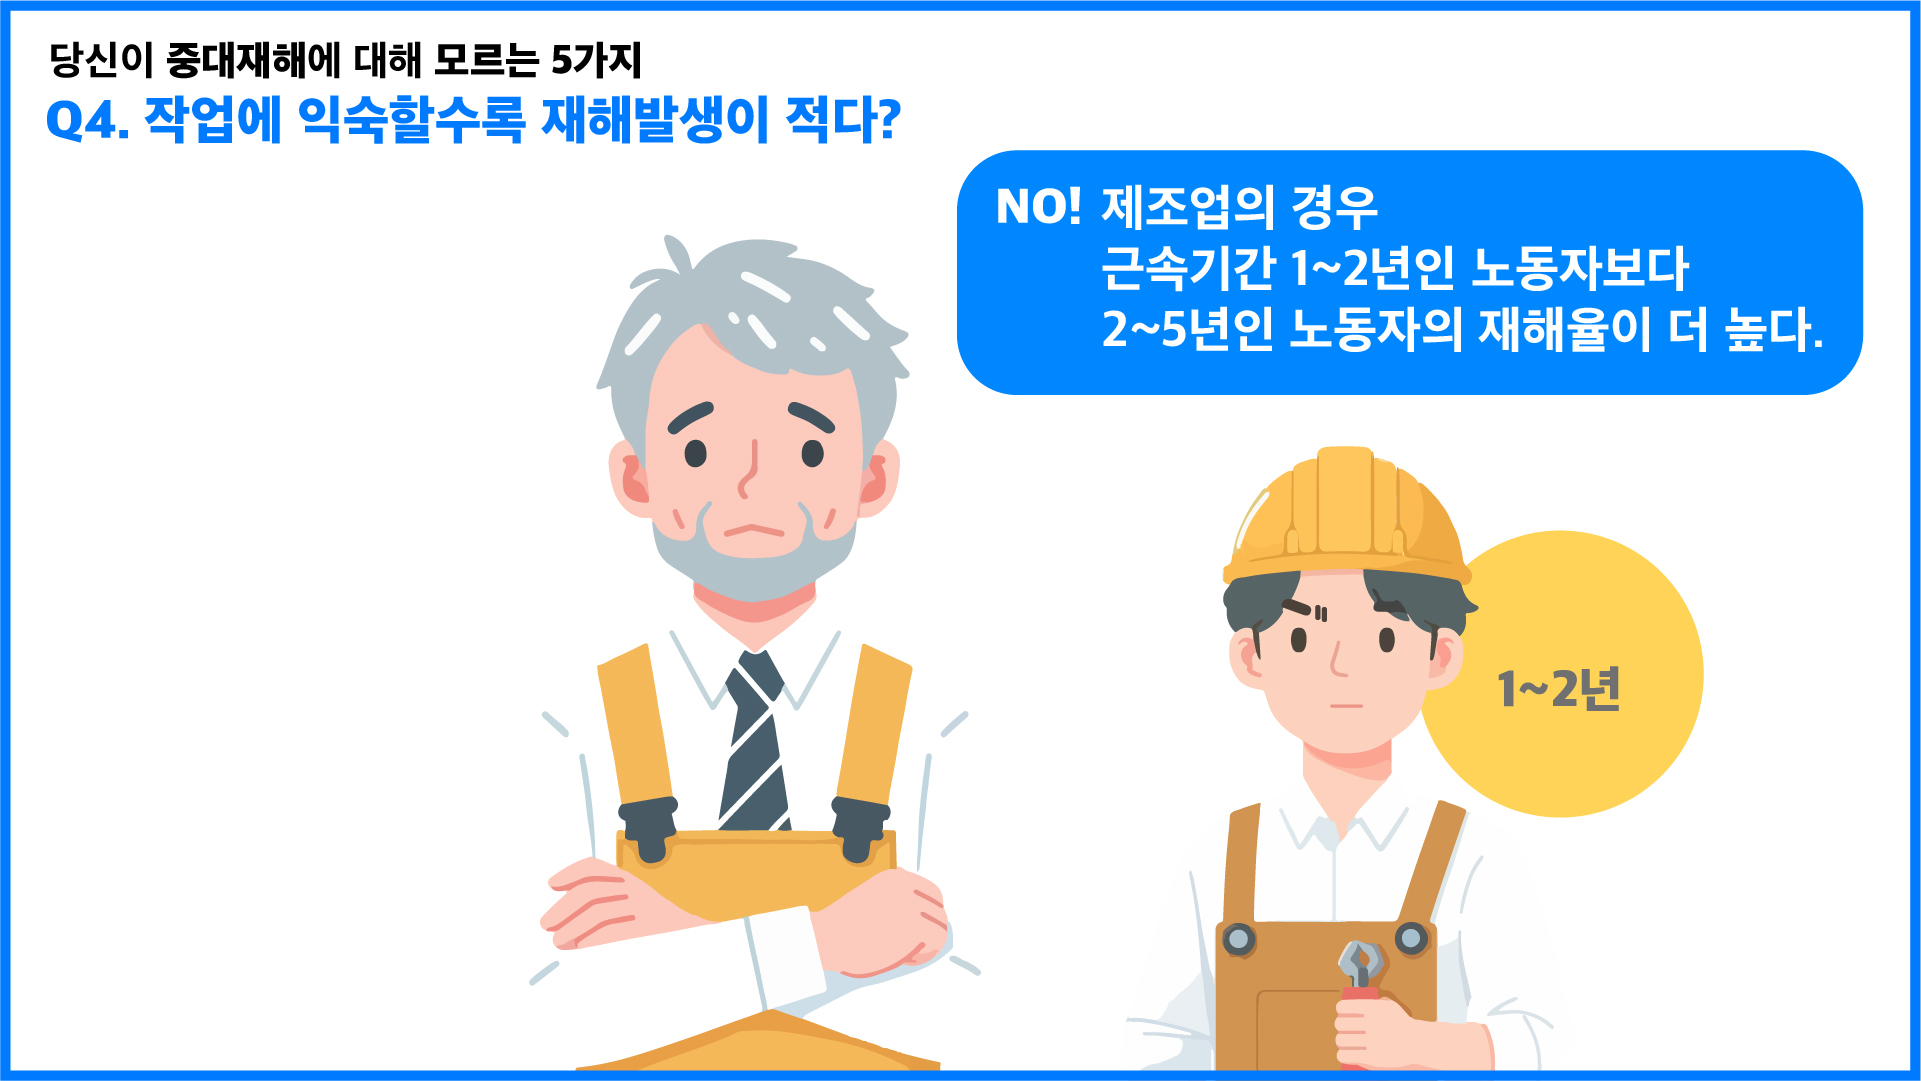 당신이 중대재해에 대해 모르는 5가지
Q4. 작업에 익숙할수록 재해발생이 적다?
NO! 제조업의 경우
근속기간 1~2년인 노동자보다
2~5년인 노동자의 재해율이 더 높다.
1~2년